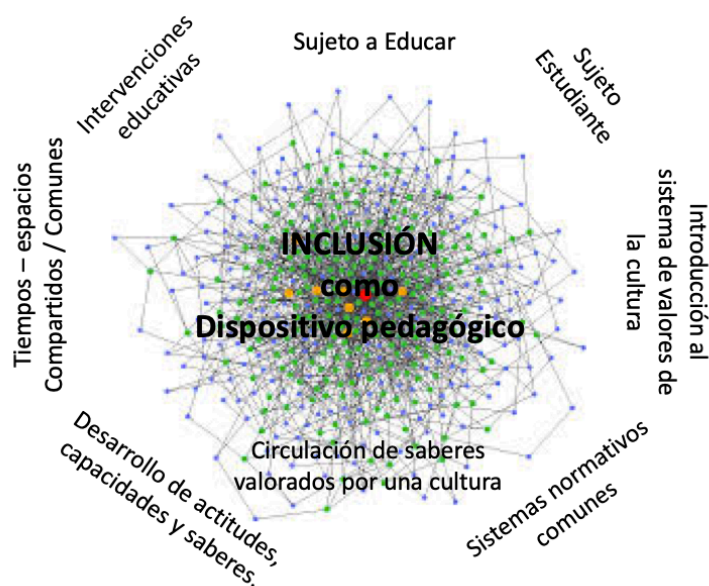 Sujeto a Educar
Sujeto
Estudiante
Intervenciones
educativas
Introducción al
sistema de valores de
la cultura
Tiempos – espacios
Compartidos / Comunes
INCLUSIÓN
como
Dispositivo pedagógico
Circulación de saberes
valorados por una cultura
Desarrollo de actitudes,
capacidades y saberes.
Sistemas normativos
comunes